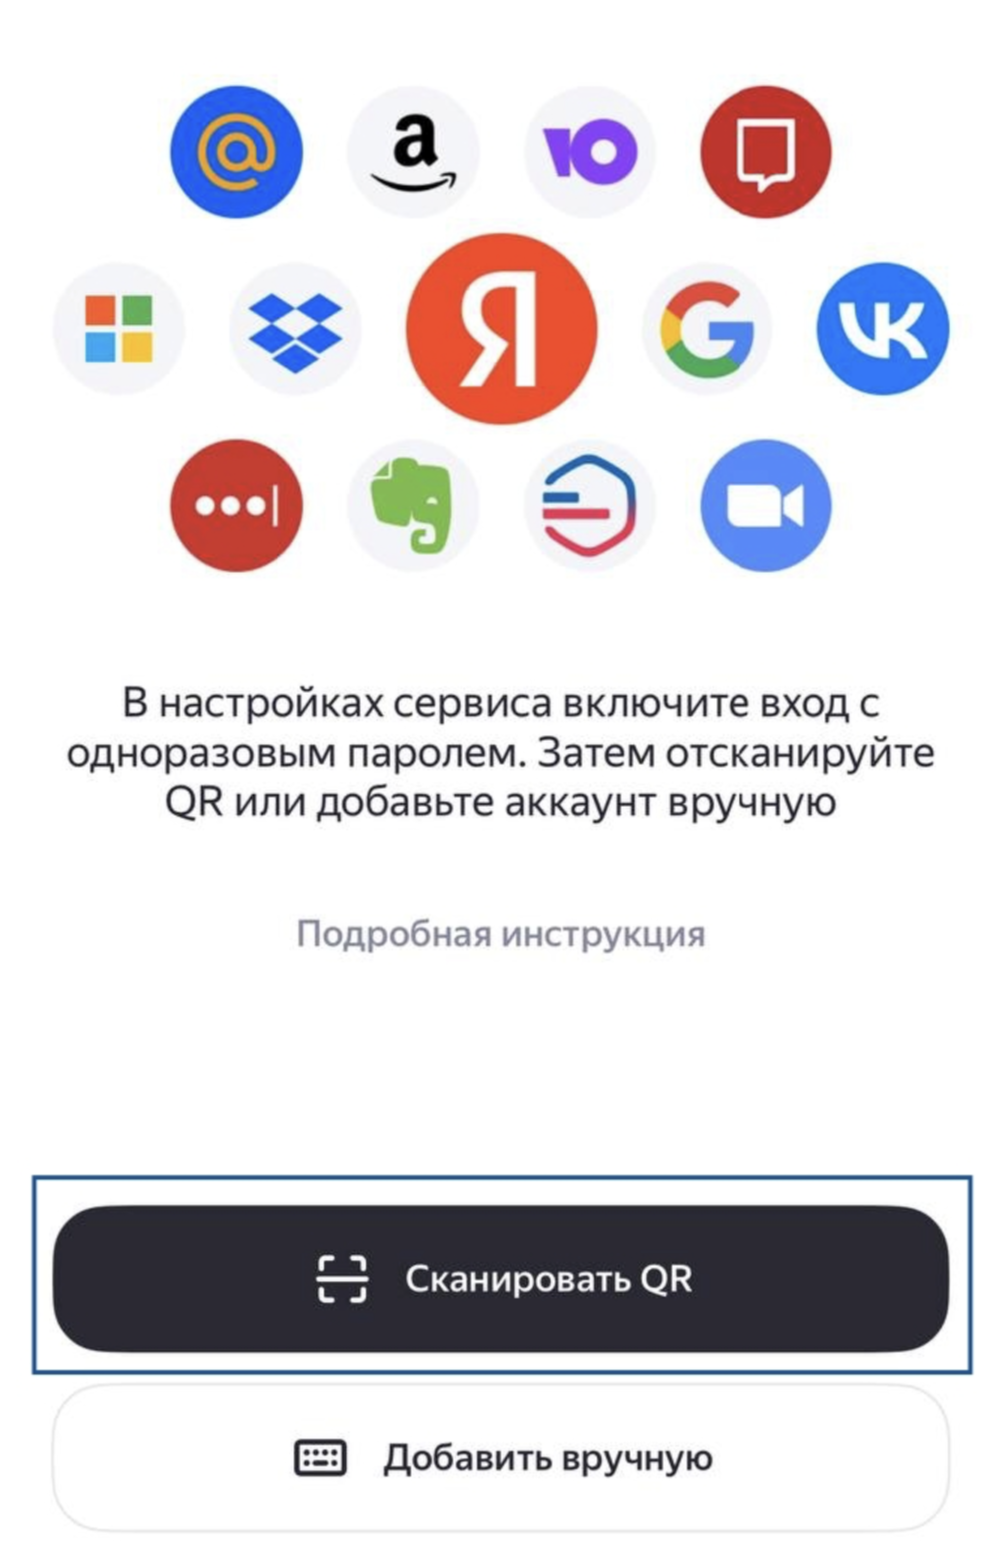 @ a Ю
Я G VK
В настройках сервиса включите вход с
одноразовым паролем. Затем отсканируйте
QR или добавьте аккаунт вручную
Подробная инструкция
Сканировать QR
Добавить вручную